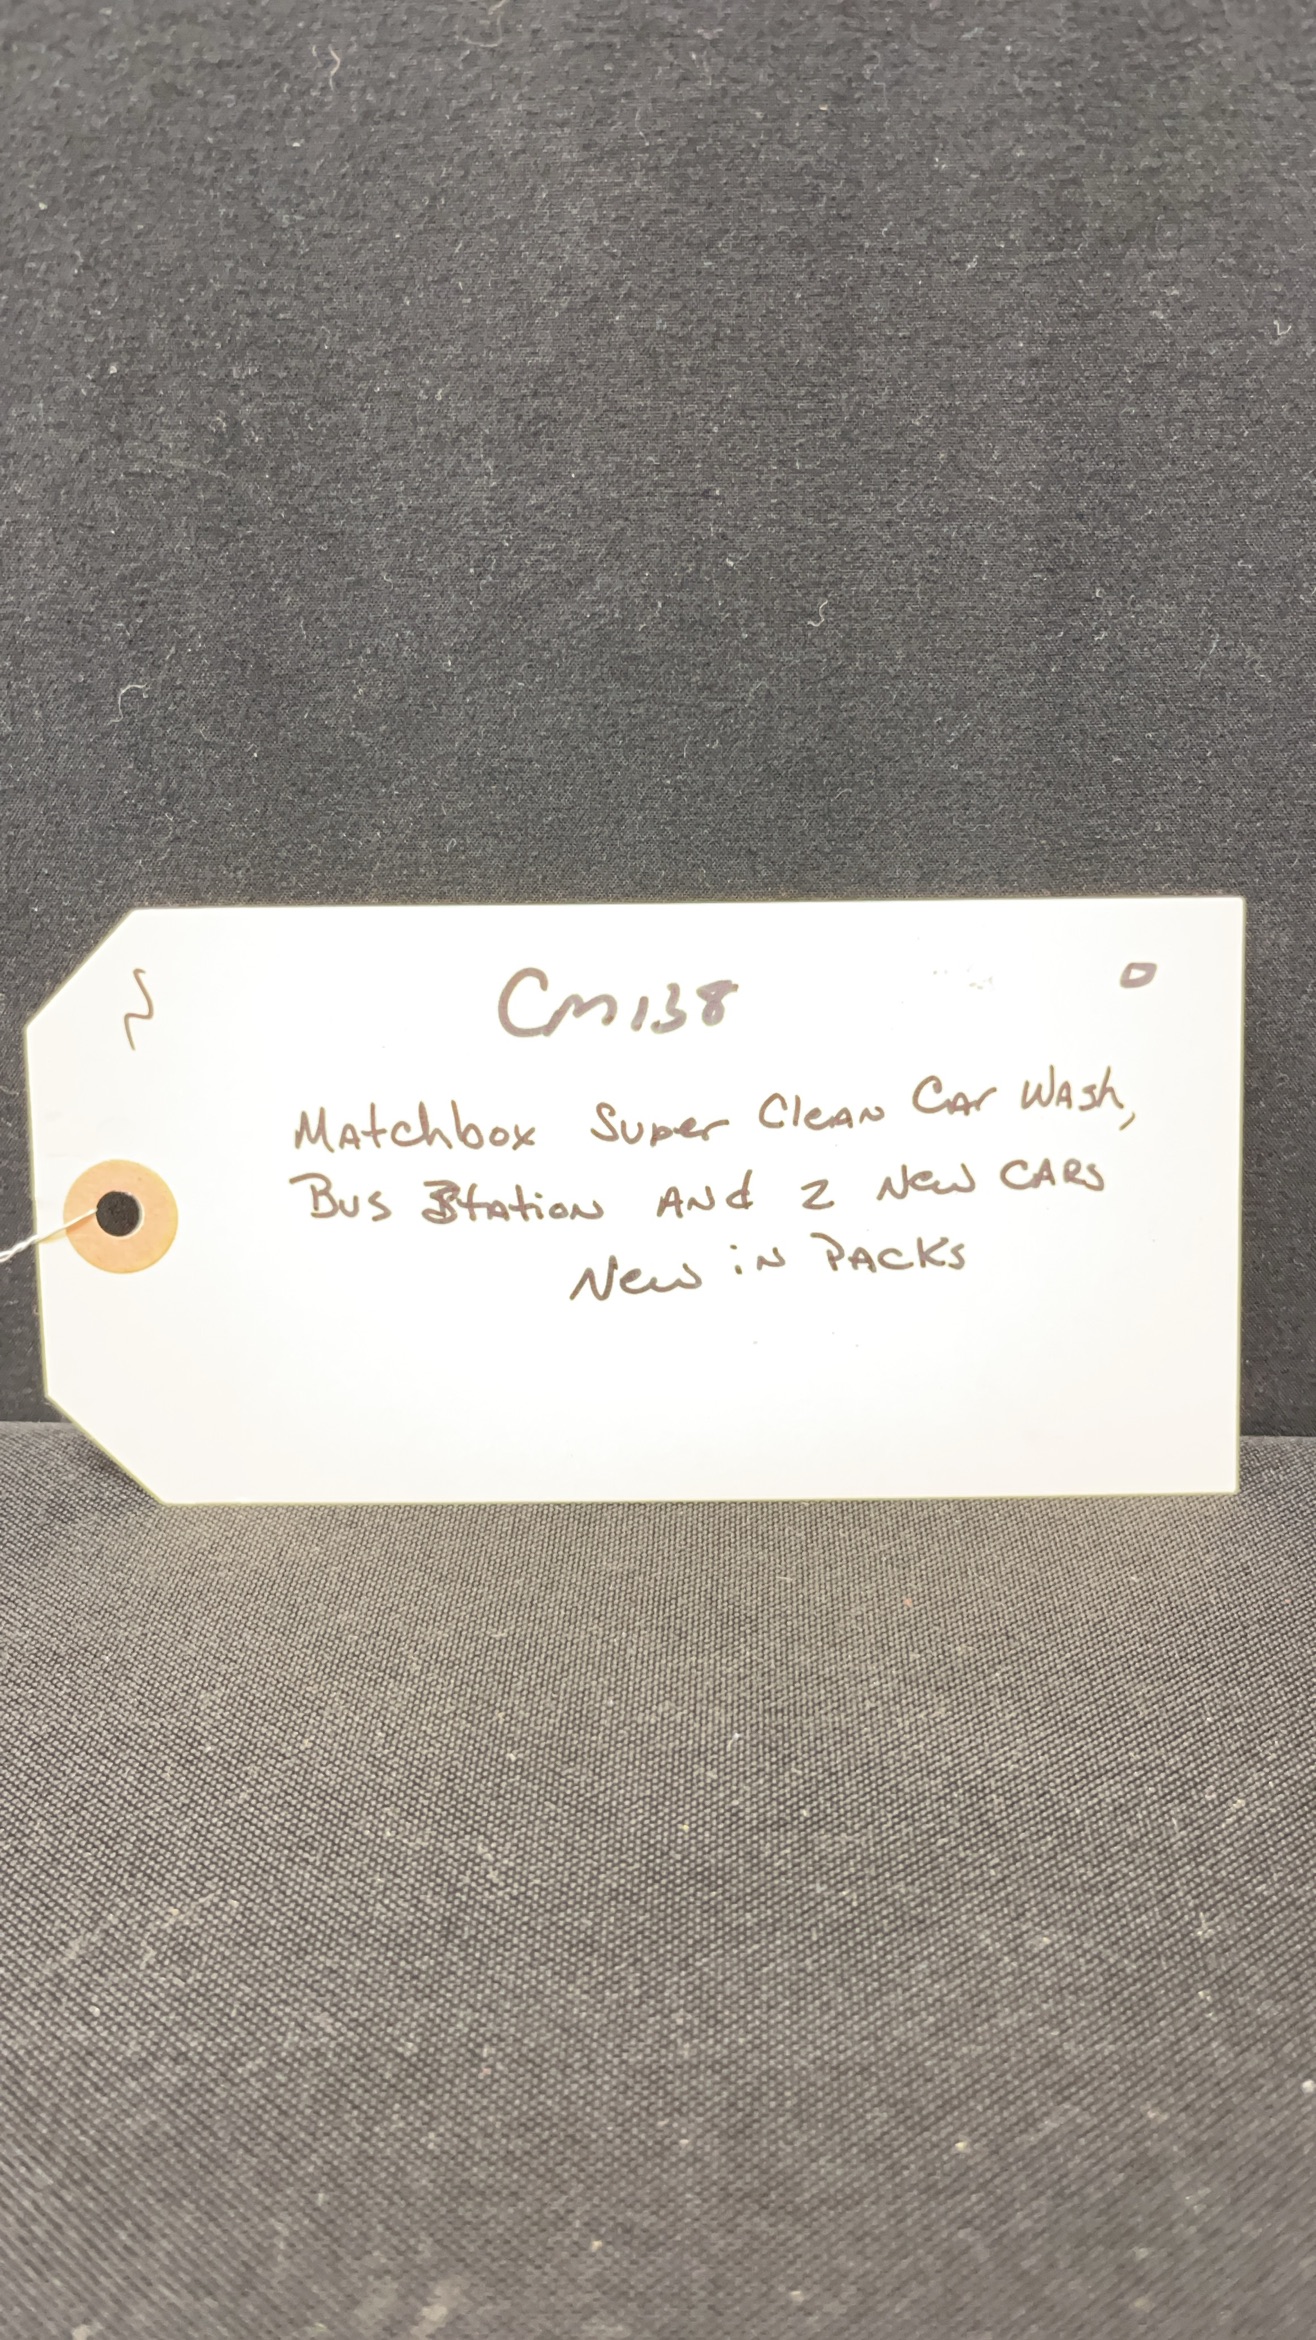 Cm138
Matchbox Super Clean Car Wash,
Bus Station And 2 New Cars
New in Packs